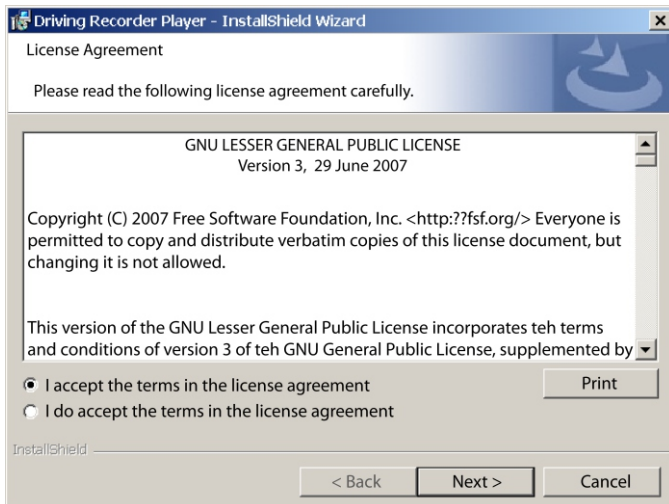 Driving Recorder Player - InstallShield Wizard
License Agreement
Please read the following license agreement carefully.
GNU LESSER GENERAL PUBLIC LICENSE
Version 3, 29 June 2007
Copyright (C) 2007 Free Software Foundation, Inc. <http:??fsf.org/> Everyone is
permitted to copy and distribute verbatim copies of this license document, but
changing it is not allowed.
This version of the GNU Lesser General Public License incorporates teh terms
and conditions of version 3 of teh GNU General Public License, supplemented by
I accept the terms in the license agreement
Print
I do accept the terms in the license agreement
InstallShield
< Back
Next >
Cancel